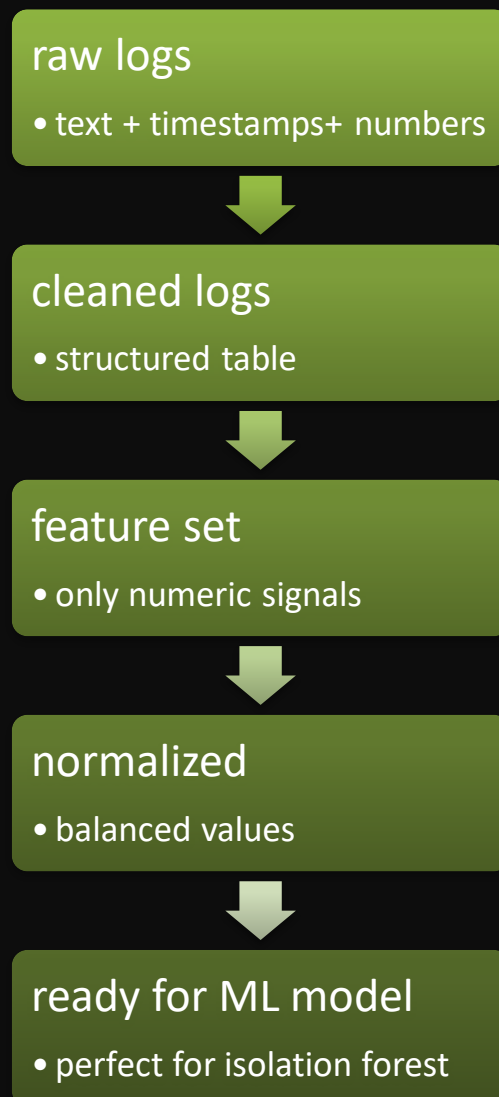 raw logs
• text + timestamps+ numbers
cleaned logs
• structured table
feature set
• only numeric signals
normalized
• balanced values
ready for ML model
• perfect for isolation forest